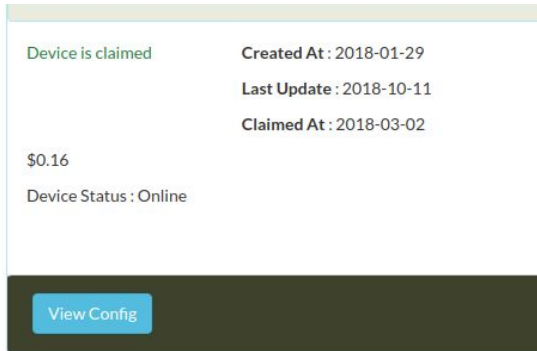 Device is claimed
Created At : 2018-01-29
Last Update : 2018-10-11
Claimed At : 2018-03-02
$0.16
Device Status : Online
View Config